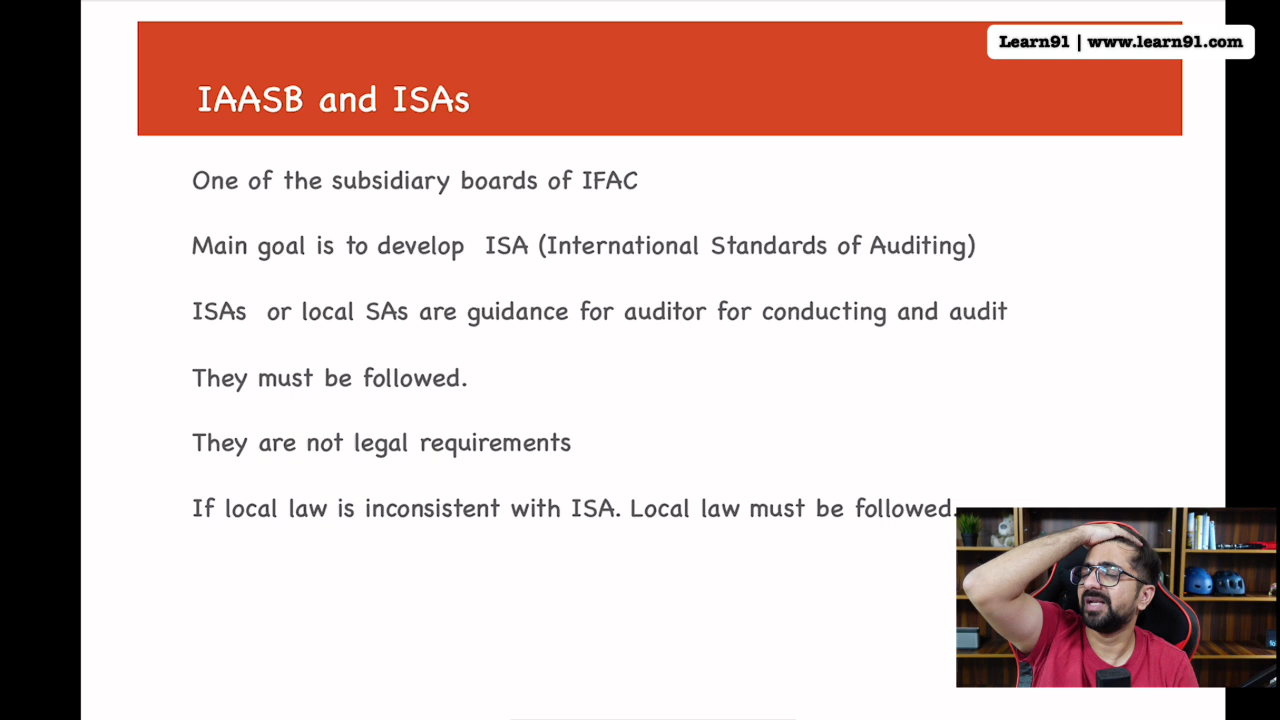 Learn91 | www.learn91.com
IAASB and ISAs
One of the subsidiary boards of IFAC
Main goal is to develop ISA (International Standards of Auditing)
ISAs or local SAs are guidance for auditor for conducting and audit
They must be followed.
They are not legal requirements
If local law is inconsistent with ISA. Local law must be followed.